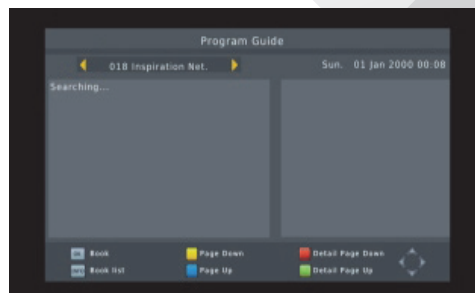 Program Guide
018 Inspiration Net. Sun. 01 Jan 2000 00:08
Searching...
OK Book Page Down Detail Page Down
INFO Book list Page Up Detail Page Up